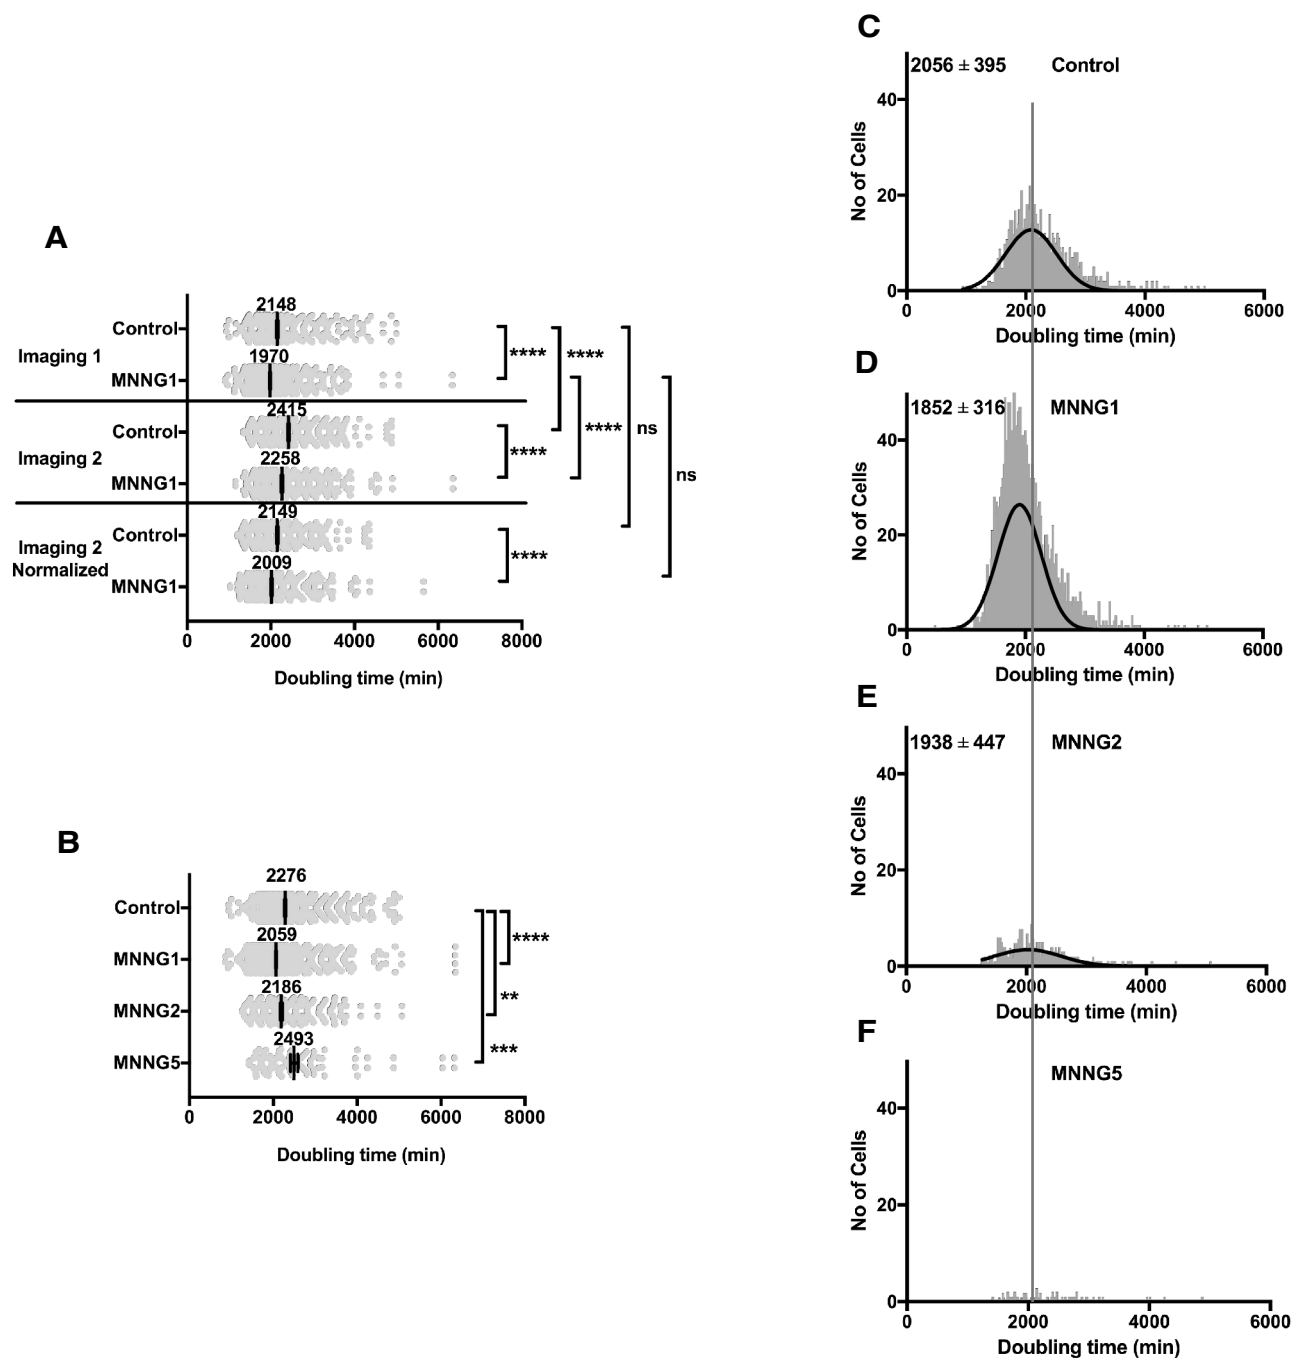 A
2148
Control
Imaging 1
1970
MNNG1
2415
Control
Imaging 2
2258
MNNG1
2149
Control
Imaging 2
Normalized
2009
MNNG1
****
****
****
****
****
ns
ns
0 2000 4000 6000 8000
Doubling time (min)
B
2276
Control
2059
MNNG1
2186
MNNG2
2493
MNNG5
****
**
***
0 2000 4000 6000 8000
Doubling time (min)
C
2056 ± 395 Control
No of Cells
40
20
0
0 2000 4000 6000
Doubling time (min)
D
1852 ± 316 MNNG1
No of Cells
40
20
0
0 2000 4000 6000
Doubling time (min)
E
1938 ± 447 MNNG2
No of Cells
40
20
0
0 2000 4000 6000
Doubling time (min)
F
MNNG5
No of Cells
40
20
0
0 2000 4000 6000
Doubling time (min)